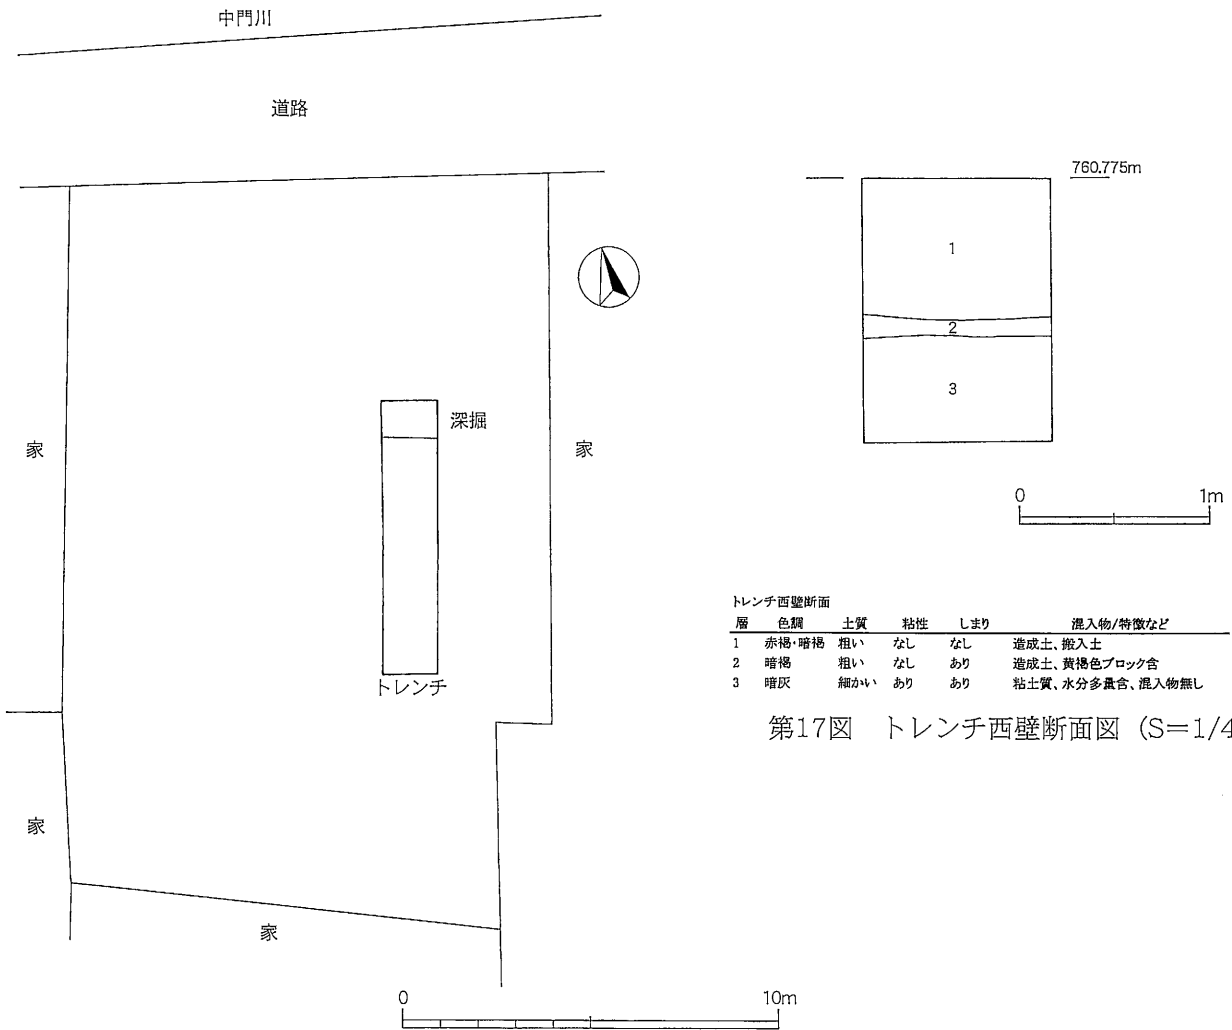 中門川
道路
760.775m
1
2
3
深掘
家
家
トレンチ
家
家
0 10m
0 1m
トレンチ西壁断面
層 色調 土質 粘性 しまり 混入物/特徴など
1 赤褐・暗褐 粗い なし なし 造成土、搬入土
2 暗褐 粗い なし あり 造成土、黄褐色ブロック含
3 暗灰 細かい あり あり 粘土質、水分多量含、混入物無し
第17図 トレンチ西壁断面図（S＝1/4